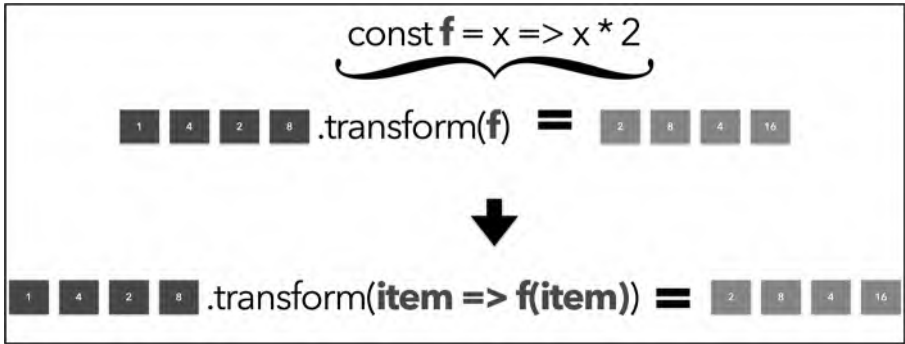 const f = x => x * 2
1 4 2 8 .transform(f) = 2 8 4 16
1 4 2 8 .transform(item => f(item)) = 2 8 4 16